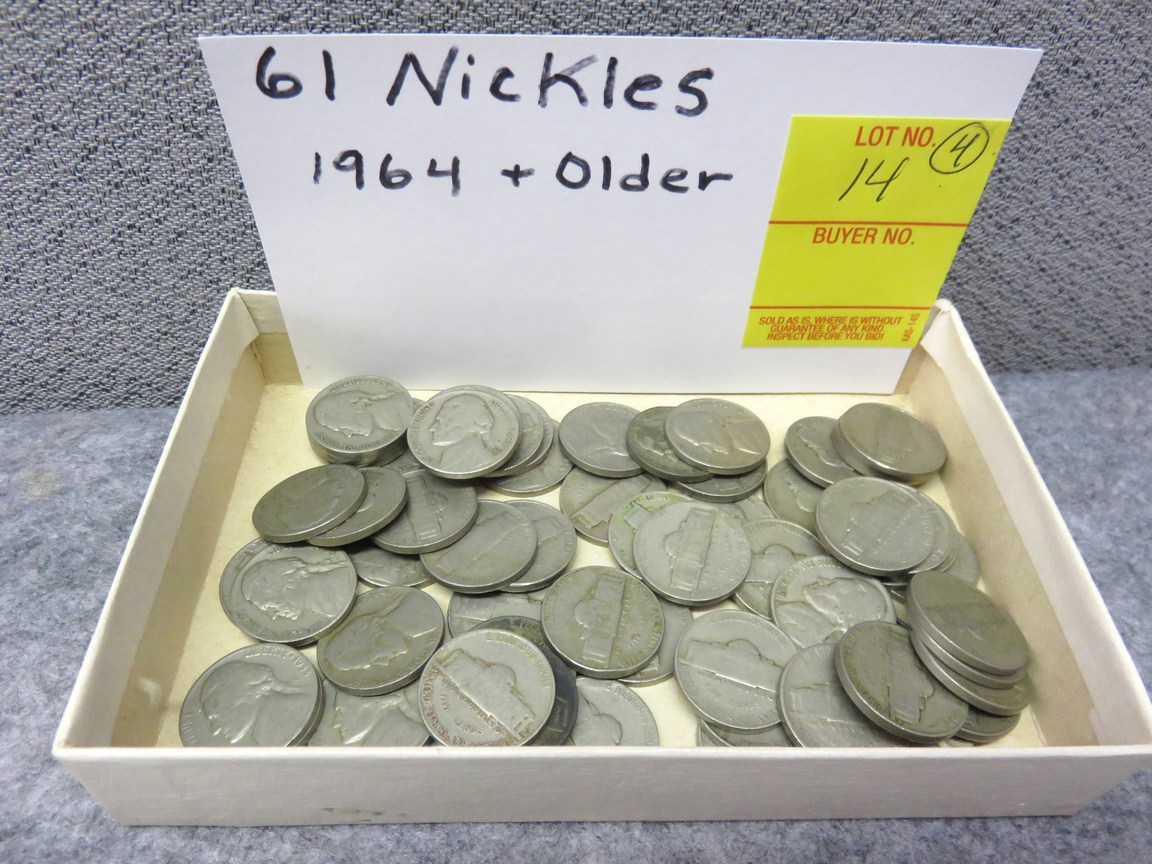 61 Nickles
1964 + Older
LOT NO. 4
14
BUYER NO.
SOLD AS IS, WHERE IS WITHOUT
GUARANTEE OF ANY KIND.
INSPECT BEFORE YOU BID!
LIBERTY